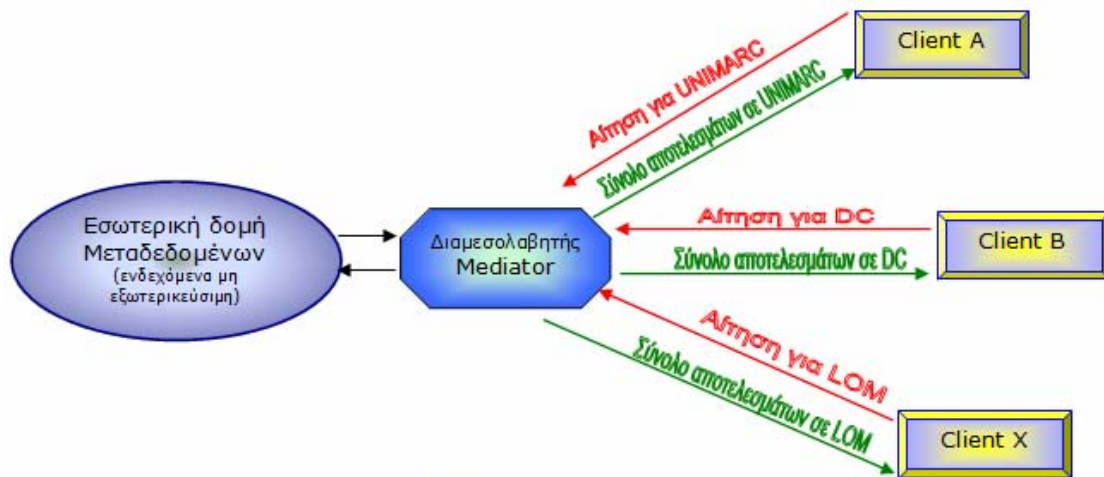 Client A
Αίτηση για UNIMARC
Σύνολο αποτελεσμάτων σε UNIMARC
Εσωτερική δομή
Μεταδεδομένων
(ενδεχόμενα μη
εξωτερικεύσιμη)
Διαμεσολαβητής
Mediator
Αίτηση για DC
Σύνολο αποτελεσμάτων σε DC
Client B
Αίτηση για LOM
Σύνολο αποτελεσμάτων σε LOM
Client X